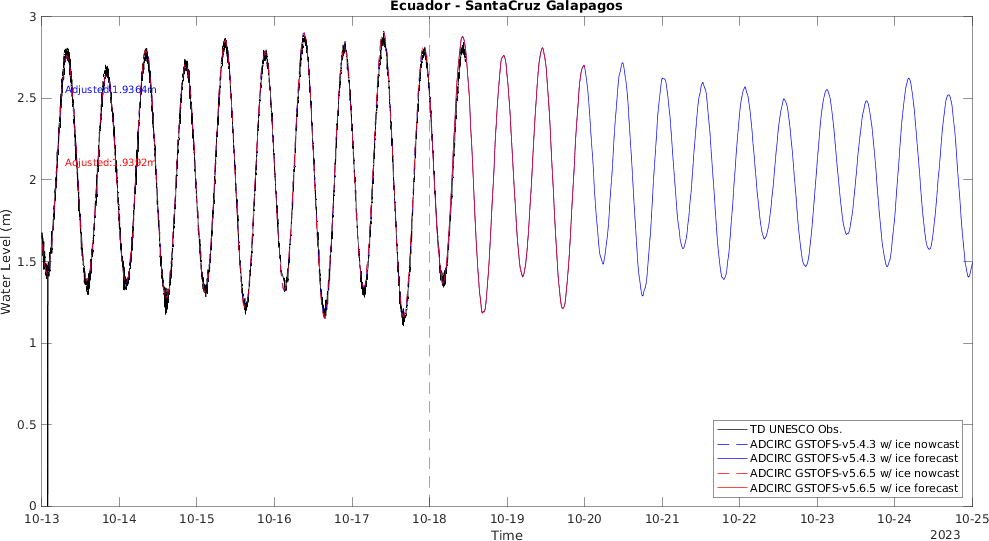 Ecuador - SantaCruz Galapagos
3
2.5
2
1.5
1
0.5
0
Water Level (m)
Adjusted:1.9364m
Adjusted:1.9392m
TD UNESCO Obs.
ADCIRC GSTOFS-v5.4.3 w/ ice nowcast
ADCIRC GSTOFS-v5.4.3 w/ ice forecast
ADCIRC GSTOFS-v5.6.5 w/ ice nowcast
ADCIRC GSTOFS-v5.6.5 w/ ice forecast
10-13 10-14 10-15 10-16 10-17 10-18 10-19 10-20 10-21 10-22 10-23 10-24 10-25
Time
2023